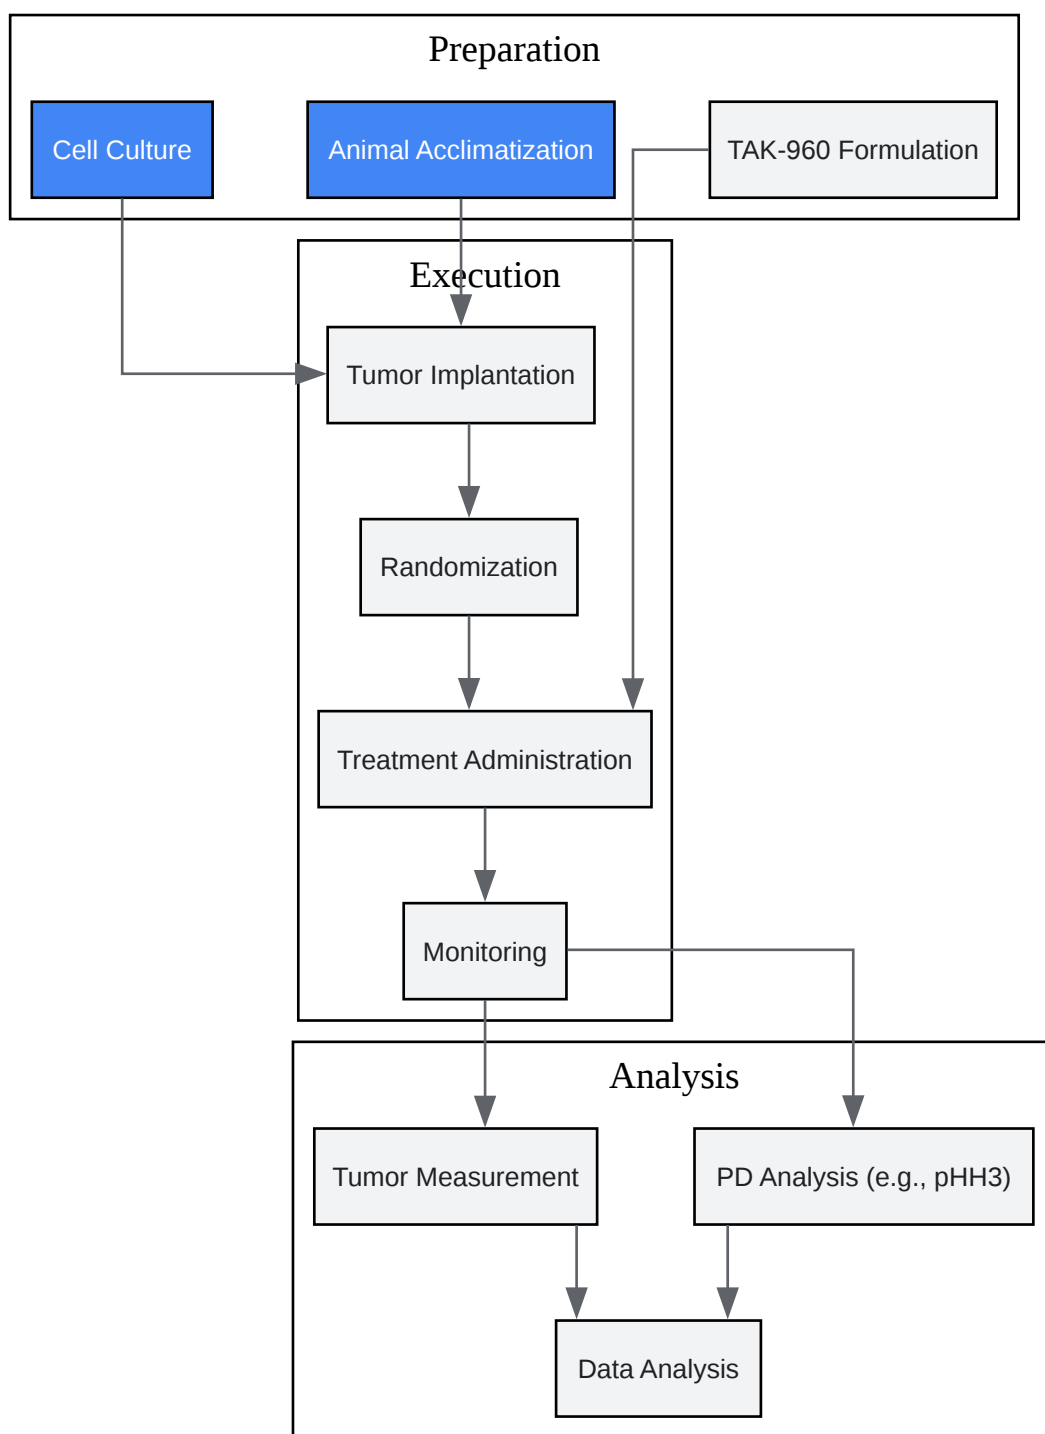 Preparation
Cell Culture
Animal Acclimatization
TAK-960 Formulation
Execution
Tumor Implantation
Randomization
Treatment Administration
Monitoring
Analysis
Tumor Measurement
PD Analysis (e.g., pHH3)
Data Analysis